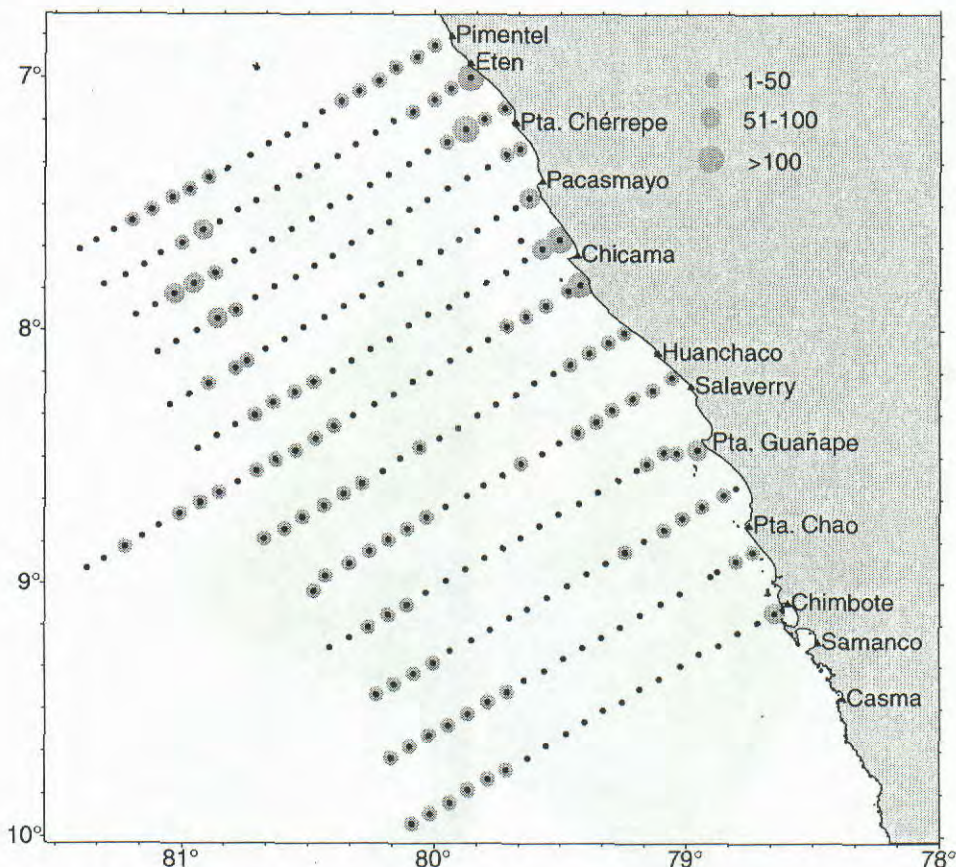 Pimentel
Eten
7°
1-50
51-100
Pta. Chérrepe
>100
Pacasmayo
Chicama
8°
Huanchaco
Salaverry
Pta. Guañape
Pta. Chao
9°
Chimbote
Samanco
Casma
10°
81°
80°
79°
78°